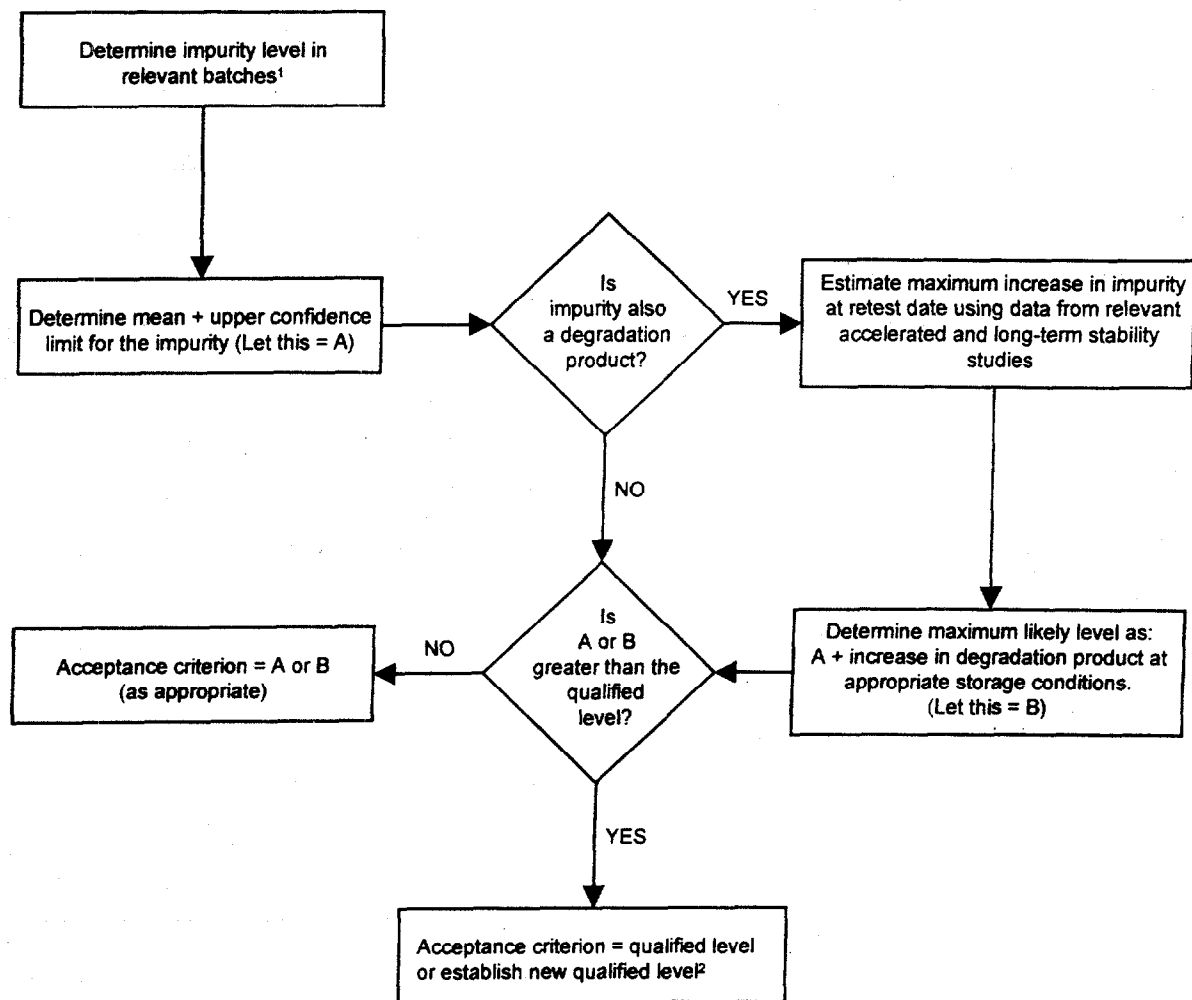 Determine impurity level in
relevant batches¹
Determine mean + upper confidence
limit for the impurity (Let this = A)
Is
impurity also
a degradation
product?
YES
Estimate maximum increase in impurity
at retest date using data from relevant
accelerated and long-term stability
studies
NO
Determine maximum likely level as:
A + increase in degradation product at
appropriate storage conditions.
(Let this = B)
Is
A or B
greater than the
qualified
level?
NO
Acceptance criterion = A or B
(as appropriate)
YES
Acceptance criterion = qualified level
or establish new qualified level²